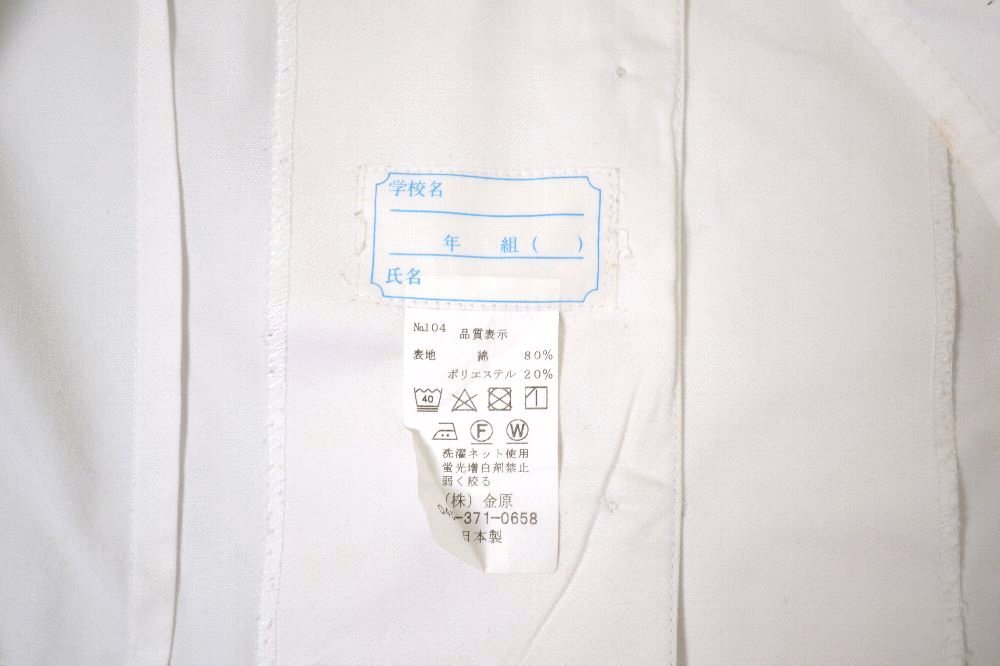 学校名
年 組( )
氏名
№104 品質表示
表地 綿 80%
ポリエステル 20%
40
F W
洗濯ネット使用
蛍光増白剤禁止
弱く絞る
(株)金原
-371-0658
日本製